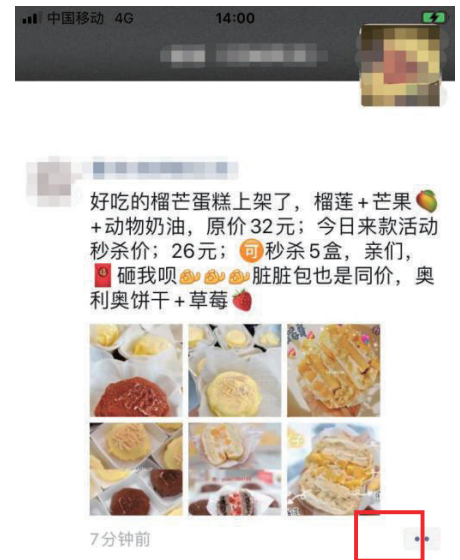 中国移动 4G 14:00
好吃的榴芒蛋糕上架了，榴莲+芒果🥭
+动物奶油，原价32元；今日来款活动
秒杀价；26元；🉑秒杀5盒，亲们，
🧧砸我呗💪💪💪脏脏包也是同价，奥
利奥饼干+草莓🍓
7分钟前